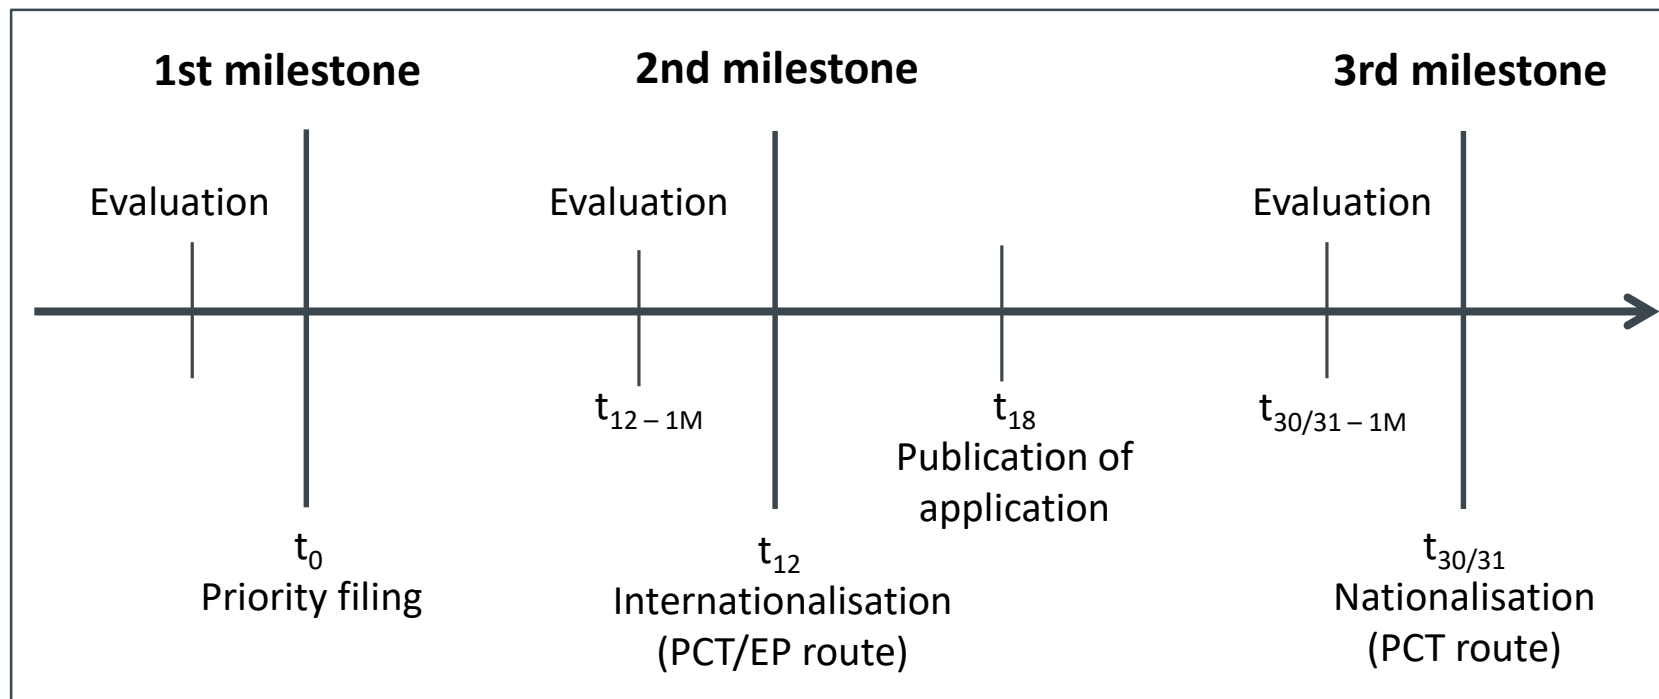 1st milestone
2nd milestone
3rd milestone
Evaluation
Evaluation
Evaluation
t12 – 1M
t18
Publication of
application
t30/31 – 1M
t0
Priority filing
t12
Internationalisation
(PCT/EP route)
t30/31
Nationalisation
(PCT route)